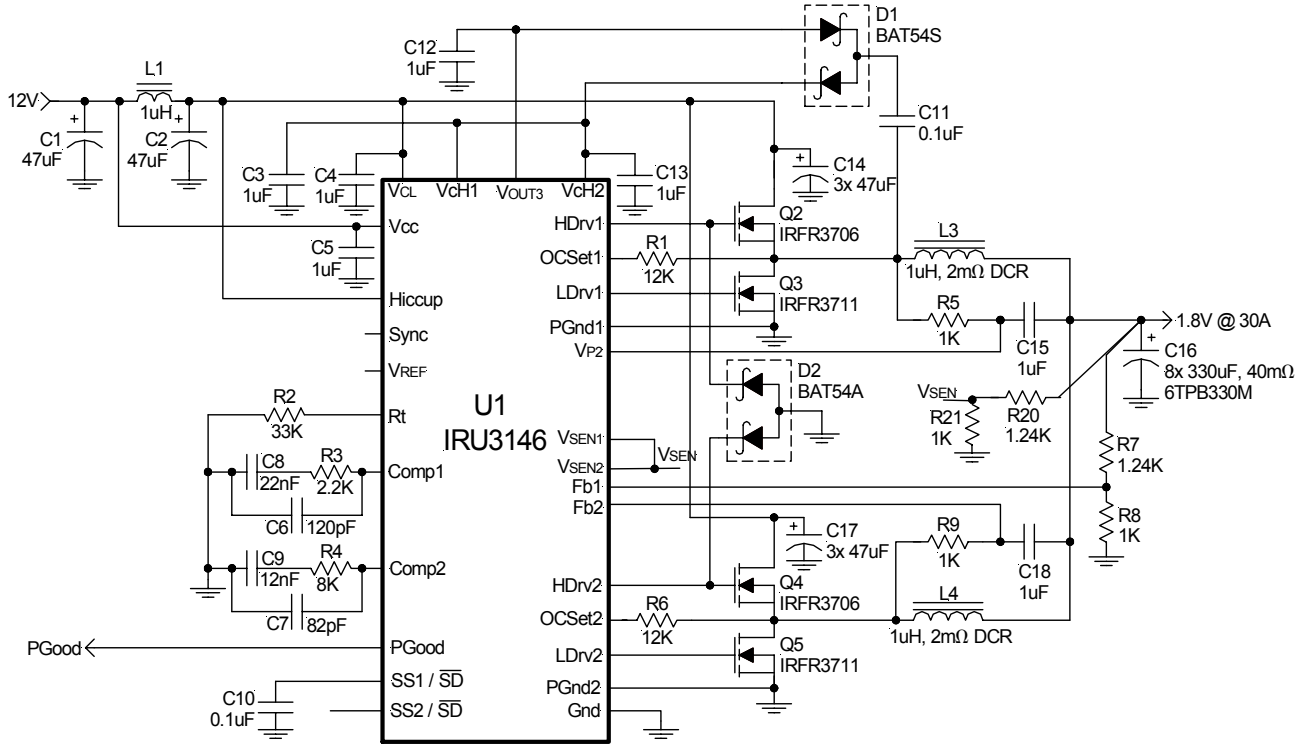 D1
BAT54S
C12
1uF
L1
12V
1uH
C1
47uF
C2
47uF
C11
0.1uF
C3
1uF
C4
1uF
C13
1uF
C14
3x 47uF
VCL
VcH1
VOUT3
VcH2
Vcc
C5
1uF
HDrv1
Q2
IRFR3706
OCSet1
R1
12K
L3
1uH, 2mΩ DCR
Hiccup
LDrv1
Q3
IRFR3711
R5
1K
C15
1uF
1.8V @ 30A
Sync
PGnd1
VP2
VREF
D2
BAT54A
C16
8x 330uF, 40mΩ
6TPB330M
VSEN
R21
1K
R20
1.24K
R2
33K
Rt
U1
IRU3146
VSEN1
VSEN2
VSEN
R7
1.24K
C8
22nF
R3
2.2K
Comp1
Fb1
Fb2
C6
120pF
R8
1K
C17
3x 47uF
R9
1K
C18
1uF
C9
12nF
R4
8K
Comp2
HDrv2
Q4
IRFR3706
C7
82pF
OCSet2
R6
12K
L4
1uH, 2mΩ DCR
PGood
PGood
LDrv2
Q5
IRFR3711
SS1 / SD
PGnd2
C10
0.1uF
SS2 / SD
Gnd